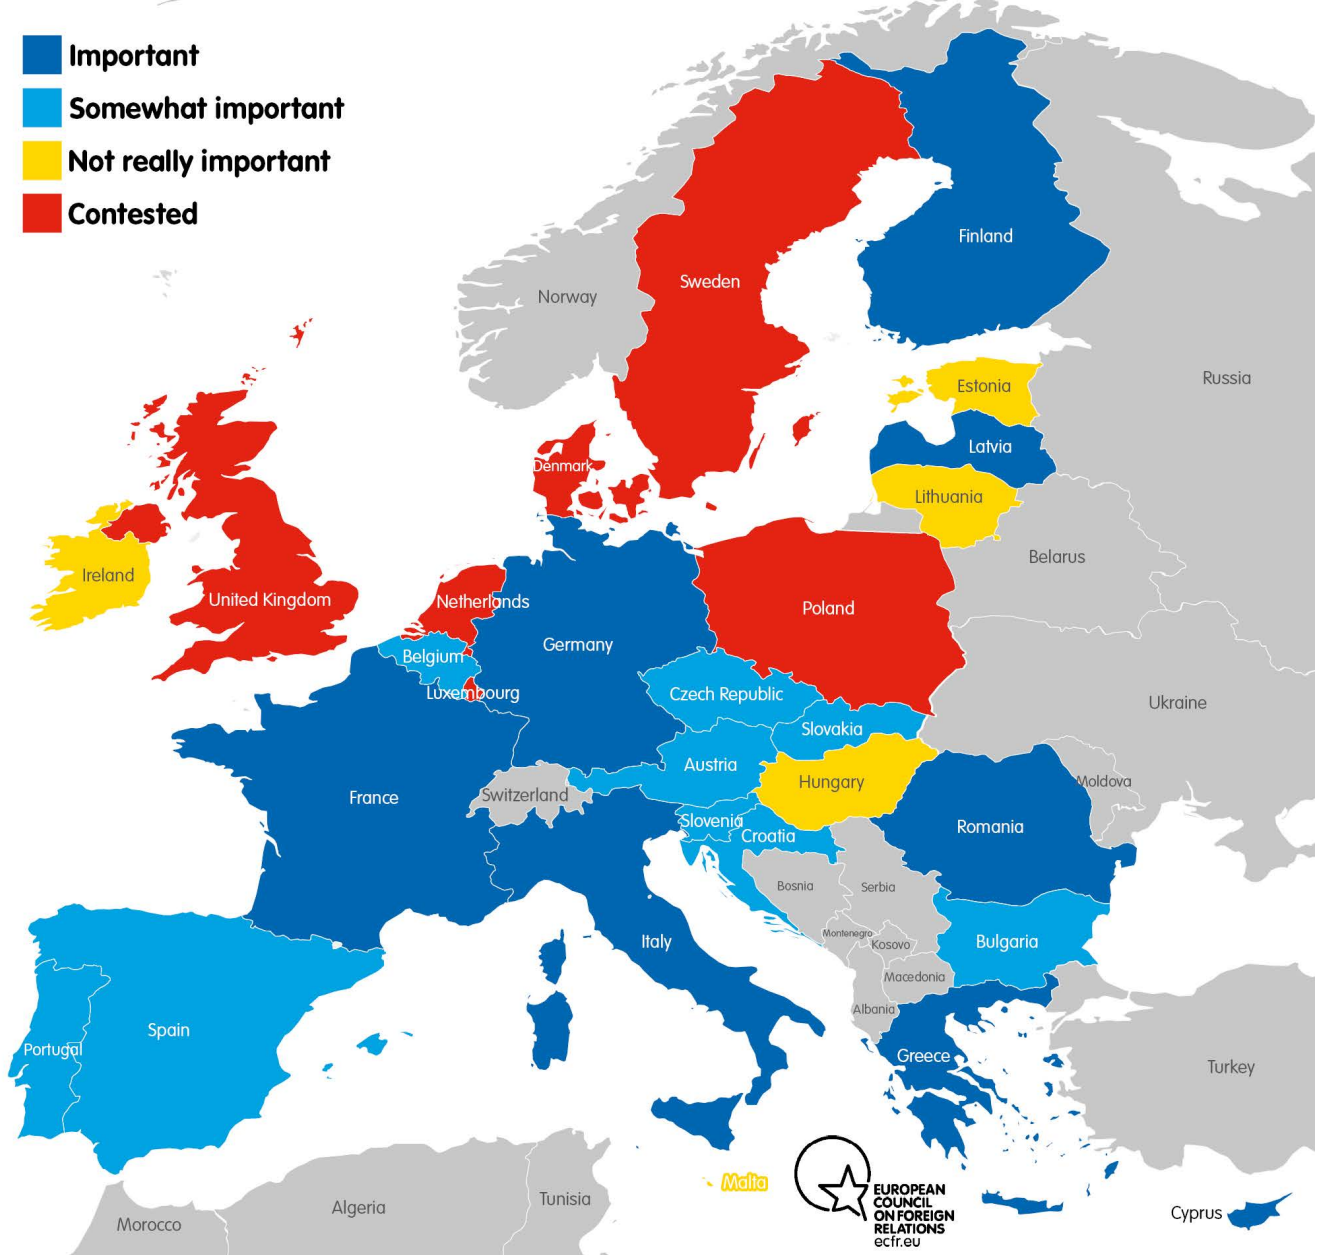 Important
Somewhat important
Not really important
Contested
Finland
Sweden
Norway
Russia
Estonia
Latvia
Denmark
Lithuania
Belarus
Ireland
United Kingdom
Netherlands
Poland
Germany
Belgium
Luxembourg
Czech Republic
Ukraine
Slovakia
Austria
Hungary
Moldova
France
Switzerland
Slovenia
Croatia
Romania
Bosnia
Serbia
Montenegro
Kosovo
Italy
Bulgaria
Macedonia
Albania
Spain
Portugal
Greece
Turkey
Malta
EUROPEAN
COUNCIL
ON FOREIGN
RELATIONS
ecfr.eu
Cyprus
Morocco
Algeria
Tunisia